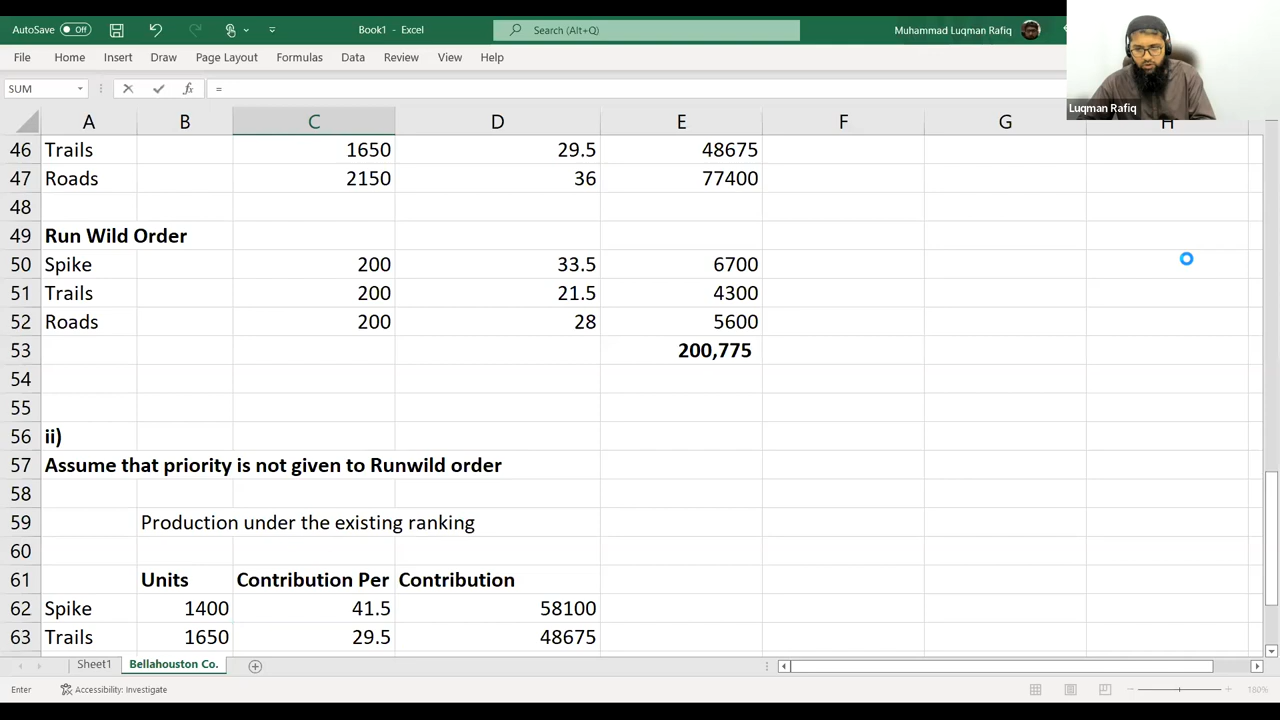 AutoSave Off Book1 - Excel Search (Alt+Q) Muhammad Luqman Rafiq
File Home Insert Draw Page Layout Formulas Data Review View Help
SUM fx =
Luqman Rafiq
A B C D E F G H
46 Trails 1650 29.5 48675
47 Roads 2150 36 77400
48
49 Run Wild Order
50 Spike 200 33.5 6700
51 Trails 200 21.5 4300
52 Roads 200 28 5600
53 200,775
54
55
56 ii)
57 Assume that priority is not given to Runwild order
58
59 Production under the existing ranking
60
61 Units Contribution Per Contribution
62 Spike 1400 41.5 58100
63 Trails 1650 29.5 48675
Sheet1 Bellahouston Co.
Enter Accessibility: Investigate 180%